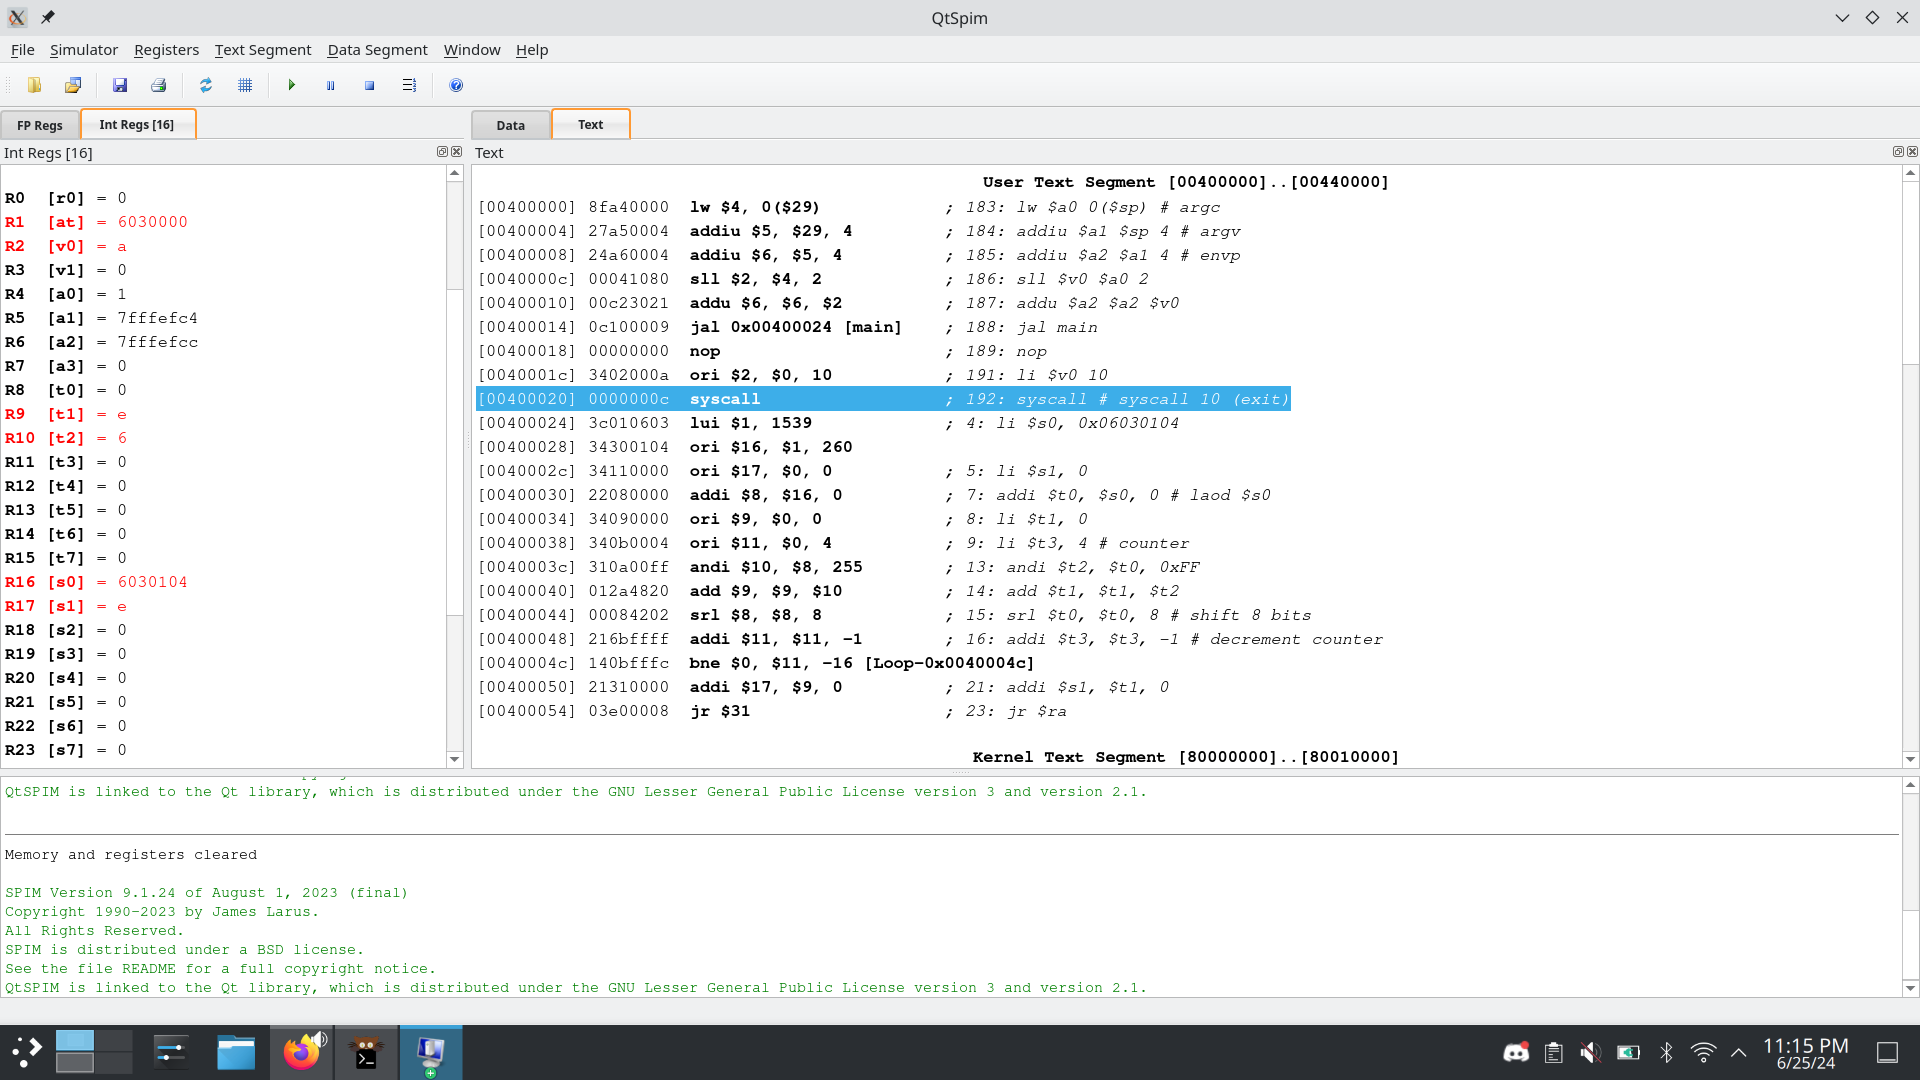 QtSpim
File Simulator Registers Text Segment Data Segment Window Help
FP Regs Int Regs [16] Data Text
Int Regs [16]
R0 [r0] = 0
R1 [at] = 6030000
R2 [v0] = a
R3 [v1] = 0
R4 [a0] = 1
R5 [a1] = 7fffefc4
R6 [a2] = 7fffefcc
R7 [a3] = 0
R8 [t0] = 0
R9 [t1] = e
R10 [t2] = 6
R11 [t3] = 0
R12 [t4] = 0
R13 [t5] = 0
R14 [t6] = 0
R15 [t7] = 0
R16 [s0] = 6030104
R17 [s1] = e
R18 [s2] = 0
R19 [s3] = 0
R20 [s4] = 0
R21 [s5] = 0
R22 [s6] = 0
R23 [s7] = 0
Text
User Text Segment [00400000]..[00440000]
[00400000] 8fa40000 lw $4, 0($29) ; 183: lw $a0 0($sp) # argc
[00400004] 27a50004 addiu $5, $29, 4 ; 184: addiu $a1 $sp 4 # argv
[00400008] 24a60004 addiu $6, $5, 4 ; 185: addiu $a2 $a1 4 # envp
[0040000c] 00041080 sll $2, $4, 2 ; 186: sll $v0 $a0 2
[00400010] 00c23021 addu $6, $6, $2 ; 187: addu $a2 $a2 $v0
[00400014] 0c100009 jal 0x00400024 [main] ; 188: jal main
[00400018] 00000000 nop ; 189: nop
[0040001c] 3402000a ori $2, $0, 10 ; 191: li $v0 10
[00400020] 0000000c syscall ; 192: syscall # syscall 10 (exit)
[00400024] 3c010603 lui $1, 1539 ; 4: li $s0, 0x06030104
[00400028] 34300104 ori $16, $1, 260
[0040002c] 34110000 ori $17, $0, 0 ; 5: li $s1, 0
[00400030] 22080000 addi $8, $16, 0 ; 7: addi $t0, $s0, 0 # laod $s0
[00400034] 34090000 ori $9, $0, 0 ; 8: li $t1, 0
[00400038] 340b0004 ori $11, $0, 4 ; 9: li $t3, 4 # counter
[0040003c] 310a00ff andi $10, $8, 255 ; 13: andi $t2, $t0, 0xFF
[00400040] 012a4820 add $9, $9, $10 ; 14: add $t1, $t1, $t2
[00400044] 00084202 srl $8, $8, 8 ; 15: srl $t0, $t0, 8 # shift 8 bits
[00400048] 216bffff addi $11, $11, -1 ; 16: addi $t3, $t3, -1 # decrement counter
[0040004c] 140bfffc bne $0, $11, -16 [Loop-0x0040004c]
[00400050] 21310000 addi $17, $9, 0 ; 21: addi $s1, $t1, 0
[00400054] 03e00008 jr $31 ; 23: jr $ra
Kernel Text Segment [80000000]..[80010000]
QtSPIM is linked to the Qt library, which is distributed under the GNU Lesser General Public License version 3 and version 2.1.
Memory and registers cleared
SPIM Version 9.1.24 of August 1, 2023 (final)
Copyright 1990-2023 by James Larus.
All Rights Reserved.
SPIM is distributed under a BSD license.
See the file README for a full copyright notice.
QtSPIM is linked to the Qt library, which is distributed under the GNU Lesser General Public License version 3 and version 2.1.
11:15 PM
6/25/24